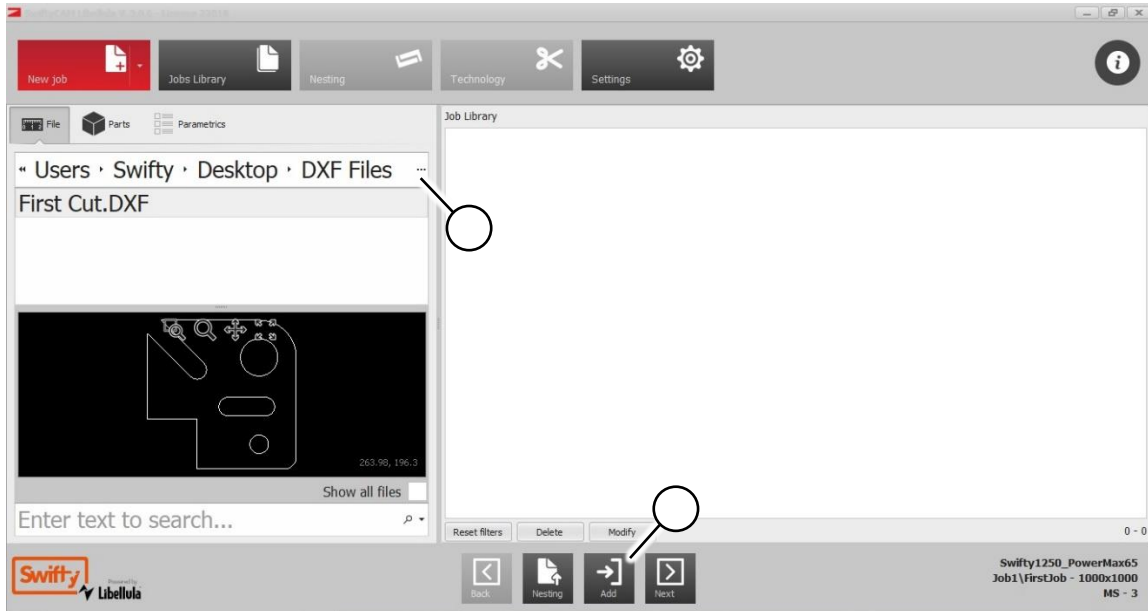 New job
Jobs Library
Nesting
Technology
Settings
i
File
Parts
Parametrics
Job Library
Users · Swifty · Desktop · DXF Files ...
First Cut.DXF
263.98, 196.3
Show all files
Enter text to search...
Reset filters
Delete
Modify
0 - 0
Swifty
Powered by
Libellula
Back
Nesting
Add
Next
Swifty1250_PowerMax65
Job1\FirstJob - 1000x1000
MS - 3